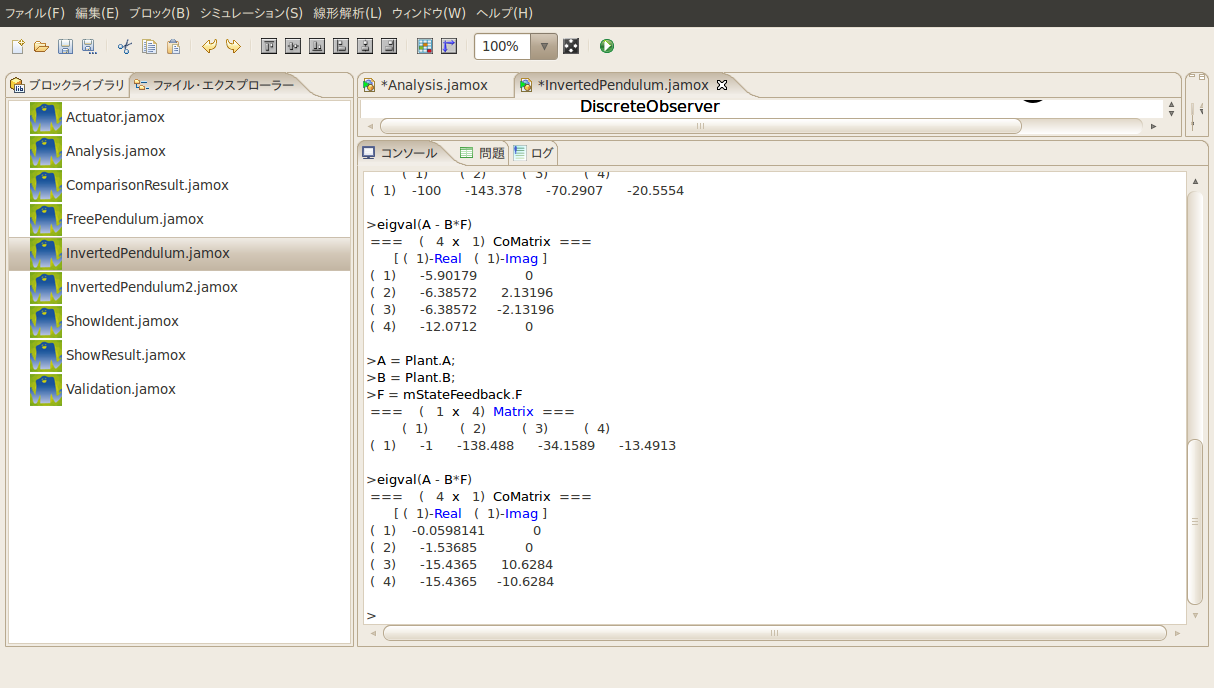 ファイル(F) 編集(E) ブロック(B) シミュレーション(S) 線形解析(L) ウィンドウ(W) ヘルプ(H)
100%
ブロックライブラリ ファイル・エクスプローラー
Actuator.jamox
Analysis.jamox
ComparisonResult.jamox
FreePendulum.jamox
InvertedPendulum.jamox
InvertedPendulum2.jamox
ShowIdent.jamox
ShowResult.jamox
Validation.jamox
*Analysis.jamox *InvertedPendulum.jamox
DiscreteObserver
コンソール 問題 ログ
( 1) ( 2) ( 3) ( 4)
( 1) -100 -143.378 -70.2907 -20.5554
>eigval(A - B*F)
=== ( 4 x 1) CoMatrix ===
[ ( 1)-Real ( 1)-Imag ]
( 1) -5.90179 0
( 2) -6.38572 2.13196
( 3) -6.38572 -2.13196
( 4) -12.0712 0
>A = Plant.A;
>B = Plant.B;
>F = mStateFeedback.F
=== ( 1 x 4) Matrix ===
( 1) ( 2) ( 3) ( 4)
( 1) -1 -138.488 -34.1589 -13.4913
>eigval(A - B*F)
=== ( 4 x 1) CoMatrix ===
[ ( 1)-Real ( 1)-Imag ]
( 1) -0.0598141 0
( 2) -1.53685 0
( 3) -15.4365 10.6284
( 4) -15.4365 -10.6284
>